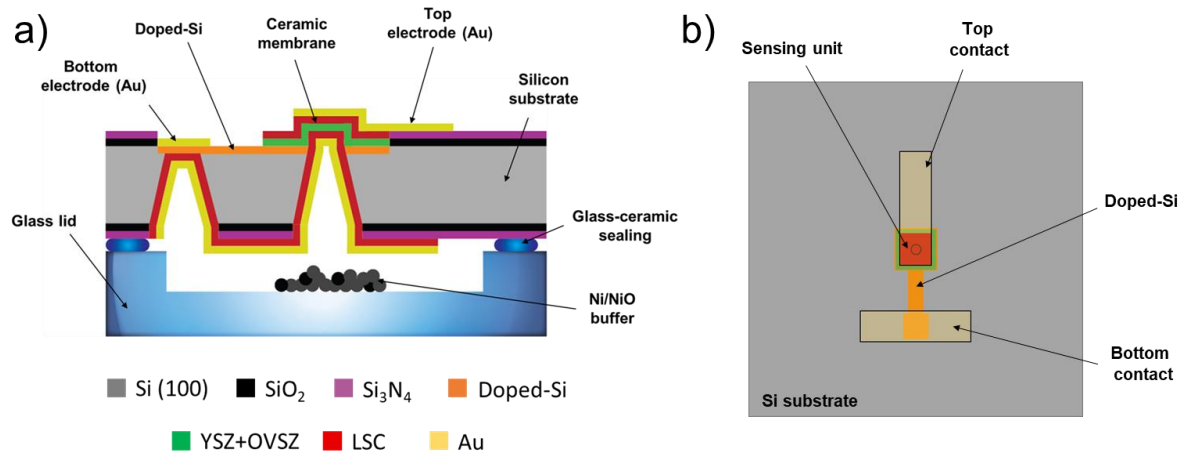 a)
Doped-Si
Ceramic
membrane
Top
electrode (Au)
Bottom
electrode (Au)
Silicon
substrate
Glass lid
Glass-ceramic
sealing
Ni/NiO
buffer
Si (100)
SiO2
Si3N4
Doped-Si
YSZ+OVSZ
LSC
Au
b)
Sensing unit
Top
contact
Doped-Si
Bottom
contact
Si substrate